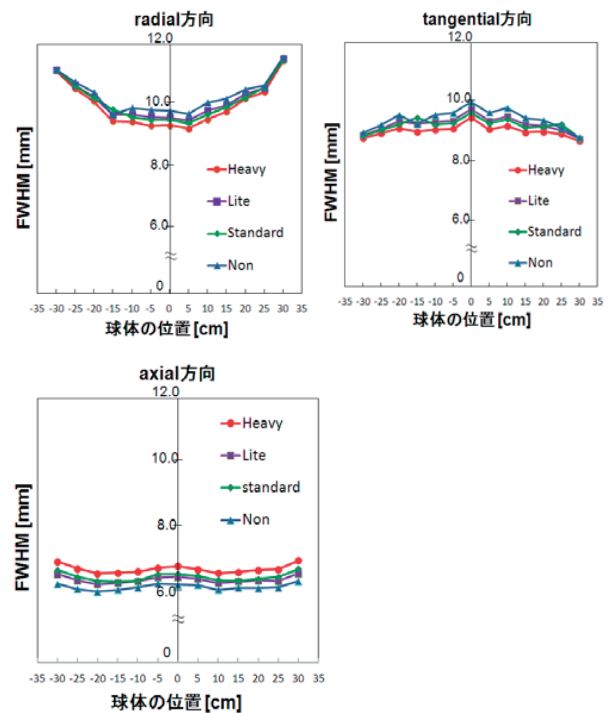 radial方向
12.0
10.0
8.0
6.0
0
FWHM [mm]
Heavy
Lite
Standard
Non
-35 -30 -25 -20 -15 -10 -5 0 5 10 15 20 25 30 35
球体の位置[cm]
tangential方向
12.0
10.0
8.0
6.0
0
FWHM [mm]
Heavy
Lite
Standard
Non
-35 -30 -25 -20 -15 -10 -5 0 5 10 15 20 25 30 35
球体の位置[cm]
axial方向
12.0
10.0
8.0
6.0
0
FWHM [mm]
Heavy
Lite
standard
Non
-35 -30 -25 -20 -15 -10 -5 0 5 10 15 20 25 30 35
球体の位置[cm]